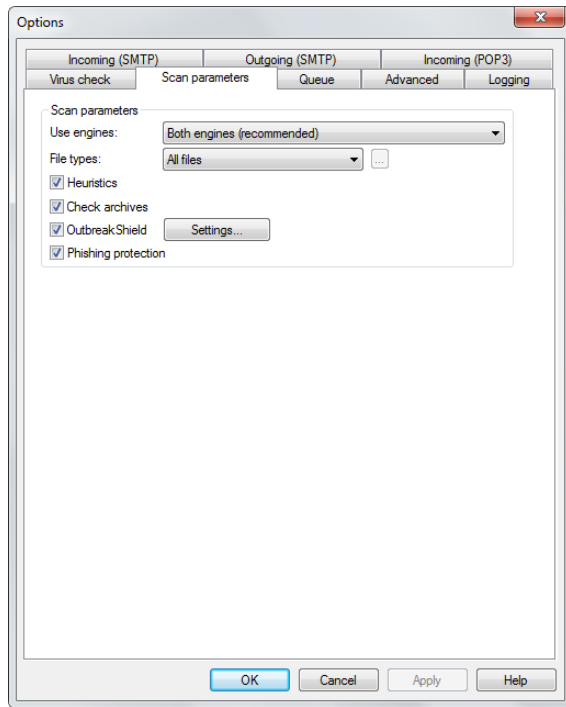 Options
Incoming (SMTP) Outgoing (SMTP) Incoming (POP3)
Virus check Scan parameters Queue Advanced Logging
Scan parameters
Use engines: Both engines (recommended)
File types: All files ...
Heuristics
Check archives
OutbreakShield Settings...
Phishing protection
OK Cancel Apply Help